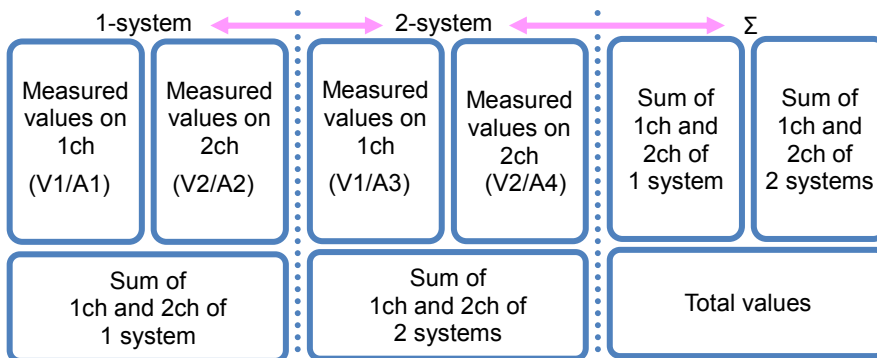 1-system
2-system
Σ
Measured
values on
1ch
(V1/A1)
Measured
values on
2ch
(V2/A2)
Measured
values on
1ch
(V1/A3)
Measured
values on
2ch
(V2/A4)
Sum of
1ch and
2ch of
1 system
Sum of
1ch and
2ch of
2 systems
Sum of
1ch and 2ch of
1 system
Sum of
1ch and 2ch of
2 systems
Total values